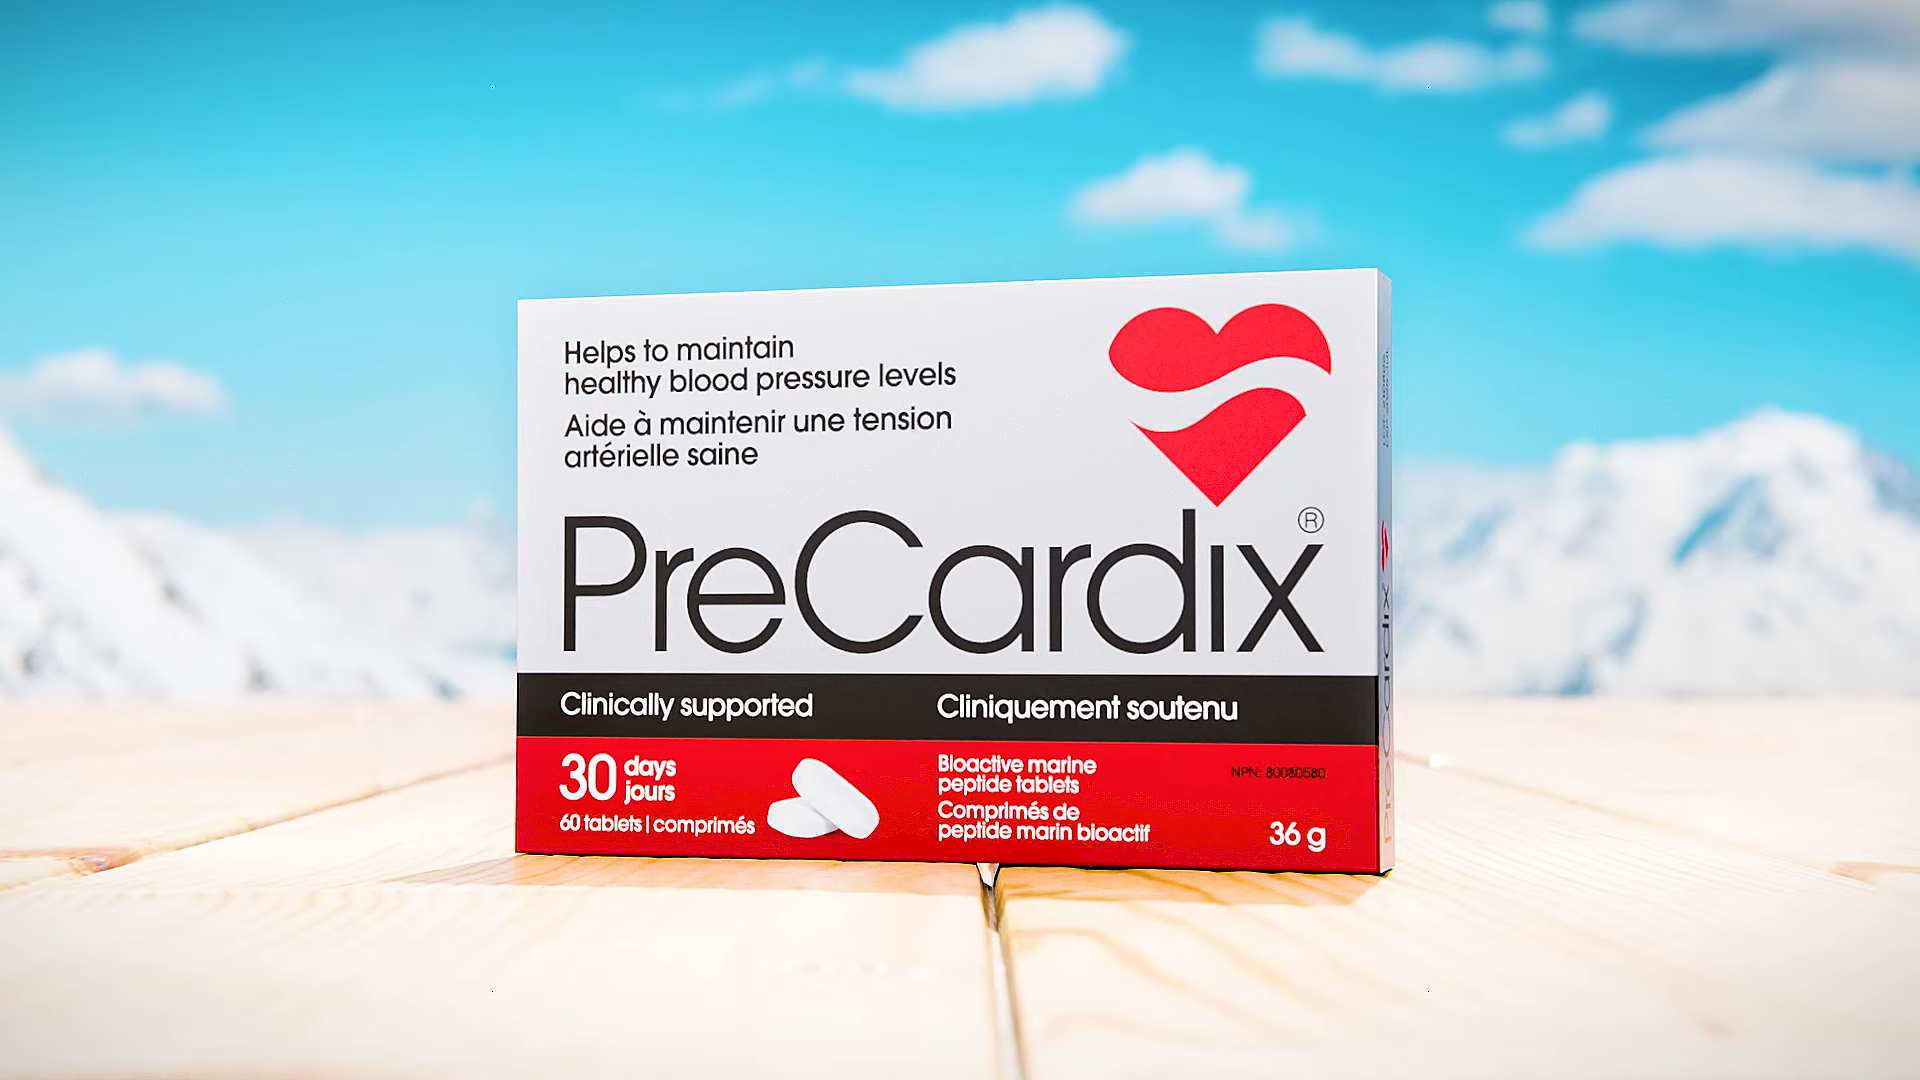 Helps to maintain
healthy blood pressure levels
Aide à maintenir une tension
artérielle saine
PreCardix®
Clinically supported
Cliniquement soutenu
30 days
jours
60 tablets | comprimés
Bioactive marine
peptide tablets
Comprimés de
peptide marin bioactif
NPN: 80080580
36 g
PreCardix